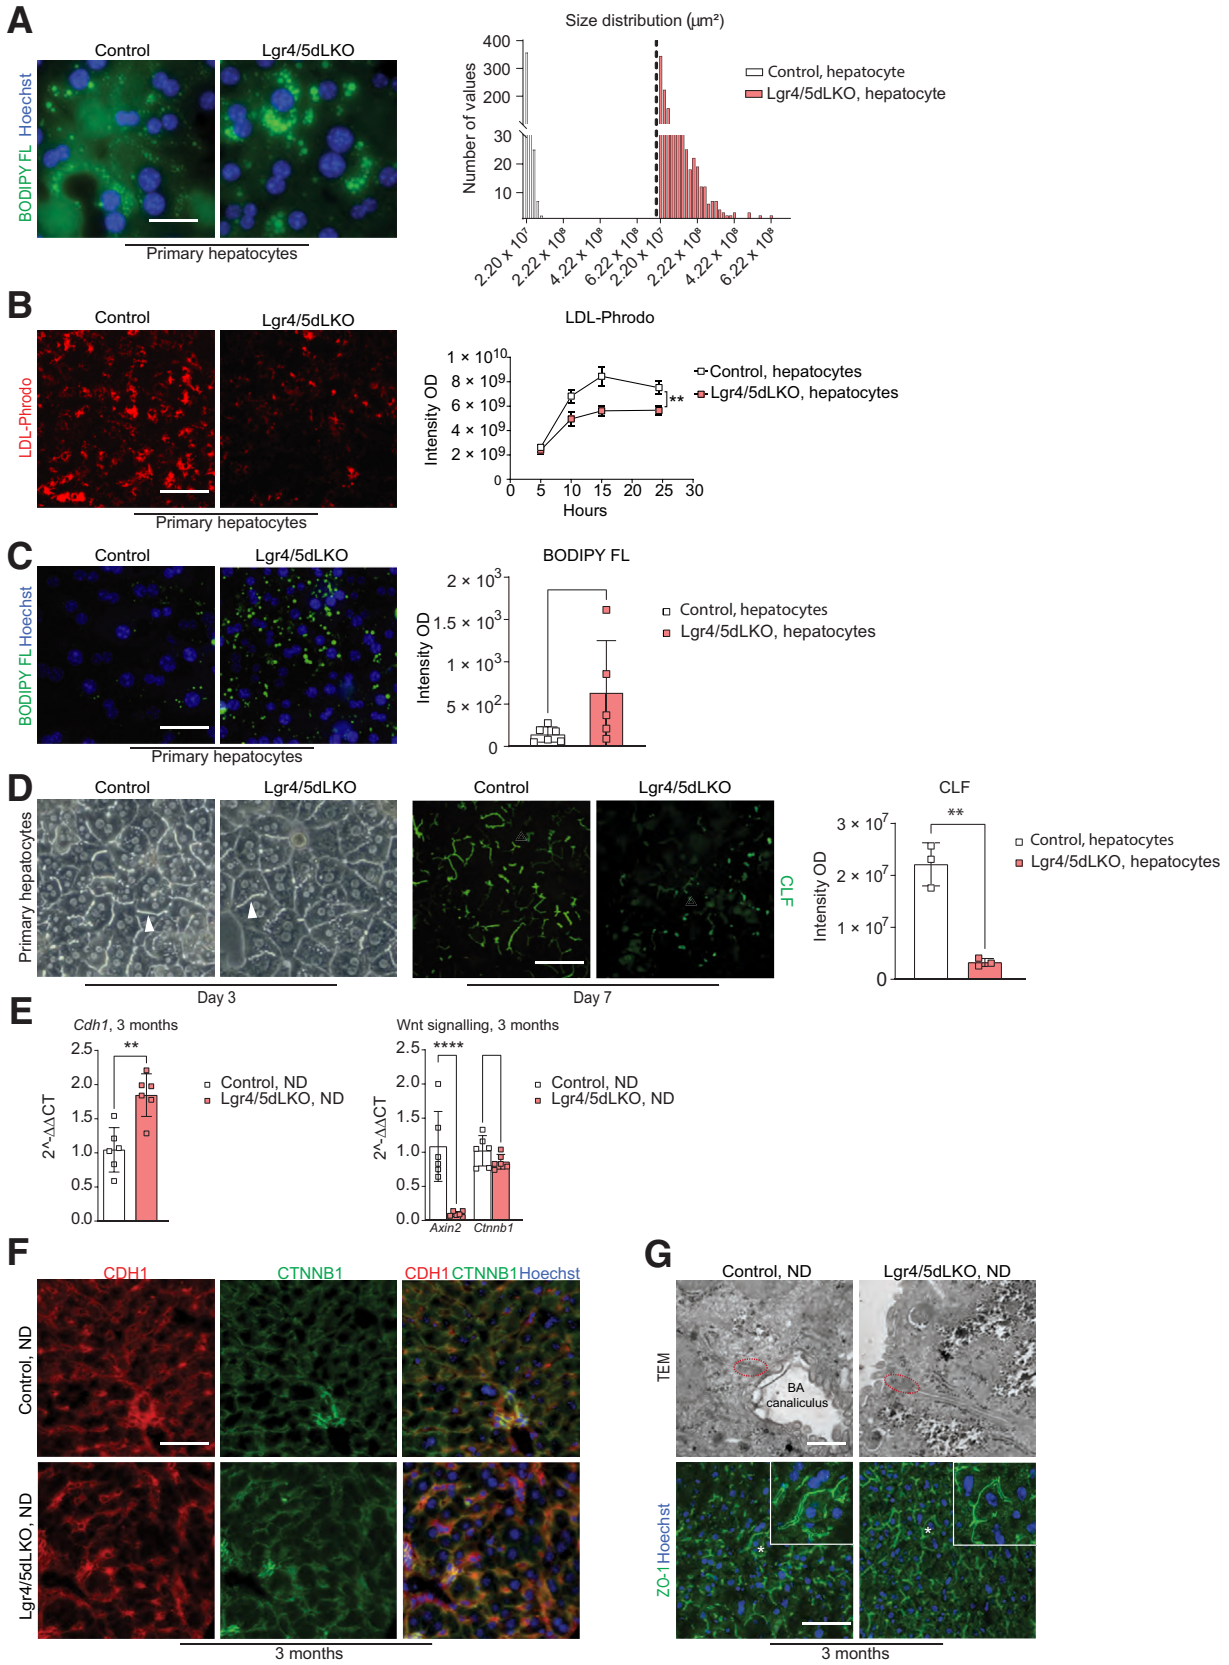 A
Control
Lgr4/5dLKO
BODIPY FL Hoechst
Primary hepatocytes
Size distribution (µm²)
Number of values
400
300
200
30
20
10
2.20 x 10⁷
2.22 x 10⁸
4.22 x 10⁸
6.22 x 10⁸
2.20 x 10⁷
2.22 x 10⁸
4.22 x 10⁸
6.22 x 10⁸
Control, hepatocyte
Lgr4/5dLKO, hepatocyte
B
Control
Lgr4/5dLKO
LDL-Phrodo
Primary hepatocytes
LDL-Phrodo
Intensity OD
1 × 10¹⁰
8 × 10⁹
6 × 10⁹
4 × 10⁹
2 × 10⁹
0
0 5 10 15 20 25 30
Hours
Control, hepatocytes
**
Lgr4/5dLKO, hepatocytes
C
Control
Lgr4/5dLKO
BODIPY FL Hoechst
Primary hepatocytes
BODIPY FL
Intensity OD
2 × 10³
1 × 10³
1 × 10³
5 × 10²
0
Control, hepatocytes
Lgr4/5dLKO, hepatocytes
D
Control
Lgr4/5dLKO
Primary hepatocytes
Day 3
Control
Lgr4/5dLKO
CLF
Day 7
CLF
**
Intensity OD
3 × 10⁷
2 × 10⁷
1 × 10⁷
0
Control, hepatocytes
Lgr4/5dLKO, hepatocytes
E
Cdh1, 3 months
**
2^-ΔΔCT
2.5
2.0
1.5
1.0
0.5
0.0
Control, ND
Lgr4/5dLKO, ND
Wnt signalling, 3 months
****
2^-ΔΔCT
2.5
2.0
1.5
1.0
0.5
0.0
Axin2 Ctnnb1
Control, ND
Lgr4/5dLKO, ND
F
CDH1
CTNNB1
CDH1 CTNNB1 Hoechst
Control, ND
Lgr4/5dLKO, ND
3 months
G
Control, ND
Lgr4/5dLKO, ND
TEM
BA
canaliculus
ZO-1 Hoechst
*
*
3 months